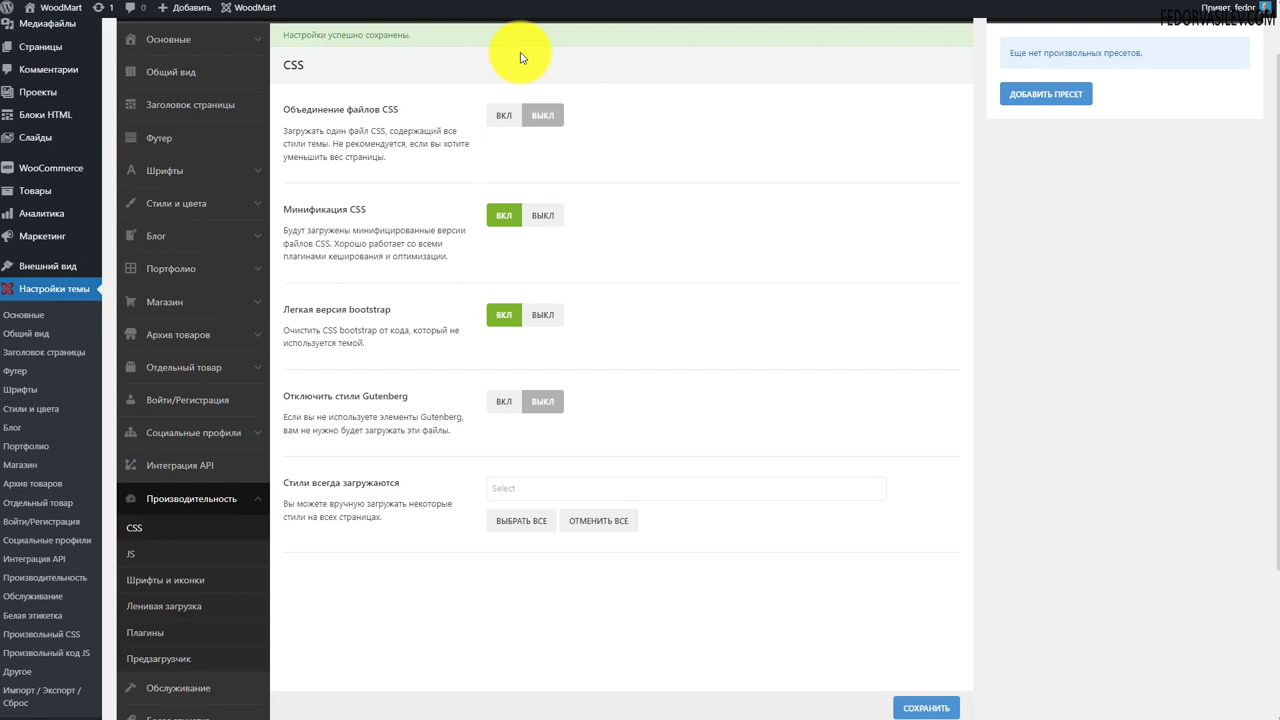 WoodMart
1
0
Добавить
WoodMart
Привет, fedor
FEDORVASILEV.COM
Медиафайлы
Страницы
Комментарии
Проекты
Блоки HTML
Слайды
WooCommerce
Товары
Аналитика
Маркетинг
Внешний вид
Настройки темы
Основные
Общий вид
Заголовок страницы
Футер
Шрифты
Стили и цвета
Блог
Портфолио
Магазин
Архив товаров
Отдельный товар
Войти/Регистрация
Социальные профили
Интеграция API
Производительность
Обслуживание
Белая этикетка
Произвольный CSS
Произвольный код JS
Другое
Импорт / Экспорт /
Сброс
Основные
Общий вид
Заголовок страницы
Футер
Шрифты
Стили и цвета
Блог
Портфолио
Магазин
Архив товаров
Отдельный товар
Войти/Регистрация
Социальные профили
Интеграция API
Производительность
CSS
JS
Шрифты и иконки
Ленивая загрузка
Плагины
Предзагрузчик
Обслуживание
Настройки успешно сохранены.
CSS
Объединение файлов CSS
Загружать один файл CSS, содержащий все
стили темы. Не рекомендуется, если вы хотите
уменьшить вес страницы.
ВКЛ ВЫКЛ
Минификация CSS
Будут загружены минифицированные версии
файлов CSS. Хорошо работает со всеми
плагинами кеширования и оптимизации.
ВКЛ ВЫКЛ
Легкая версия bootstrap
Очистить CSS bootstrap от кода, который не
используется темой.
ВКЛ ВЫКЛ
Отключить стили Gutenberg
Если вы не используете элементы Gutenberg,
вам не нужно будет загружать эти файлы.
ВКЛ ВЫКЛ
Стили всегда загружаются
Вы можете вручную загружать некоторые
стили на всех страницах.
Select
ВЫБРАТЬ ВСЕ ОТМЕНИТЬ ВСЕ
СОХРАНИТЬ
Еще нет произвольных пресетов.
ДОБАВИТЬ ПРЕСЕТ